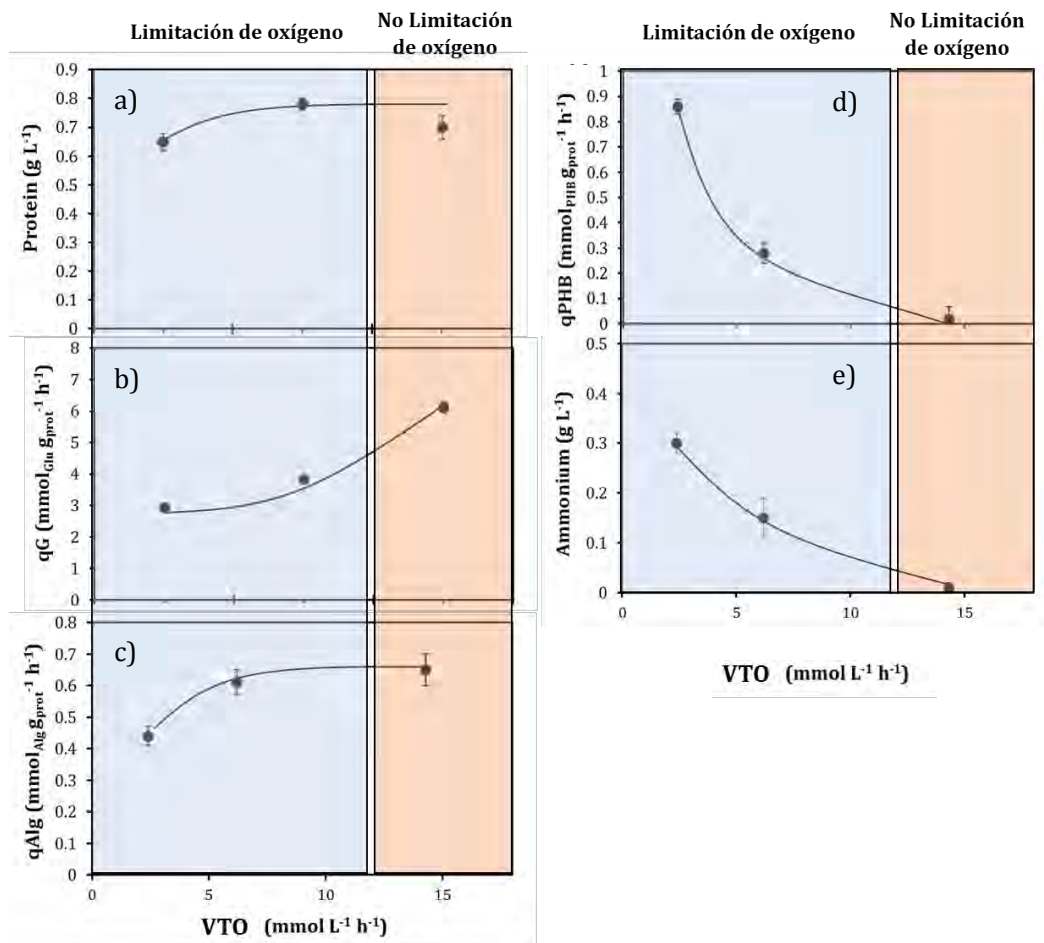 Limitación de oxígeno
No Limitación
de oxígeno
a)
Protein (g L⁻¹)
0.9
0.8
0.7
0.6
0.5
0.4
0.3
0.2
0.1
0
b)
qG (mmol_Glu g_prot⁻¹ h⁻¹)
8
7
6
5
4
3
2
1
0
c)
qAlg (mmol_Alg g_prot⁻¹ h⁻¹)
0.8
0.7
0.6
0.5
0.4
0.3
0.2
0.1
0
0 5 10 15
VTO (mmol L⁻¹ h⁻¹)
Limitación de oxígeno
No Limitación
de oxígeno
d)
qPHB (mmol_PHB g_prot⁻¹ h⁻¹)
1
0.9
0.8
0.7
0.6
0.5
0.4
0.3
0.2
0.1
0
e)
Ammonium (g L⁻¹)
0.5
0.4
0.3
0.2
0.1
0
0 5 10 15
VTO (mmol L⁻¹ h⁻¹)